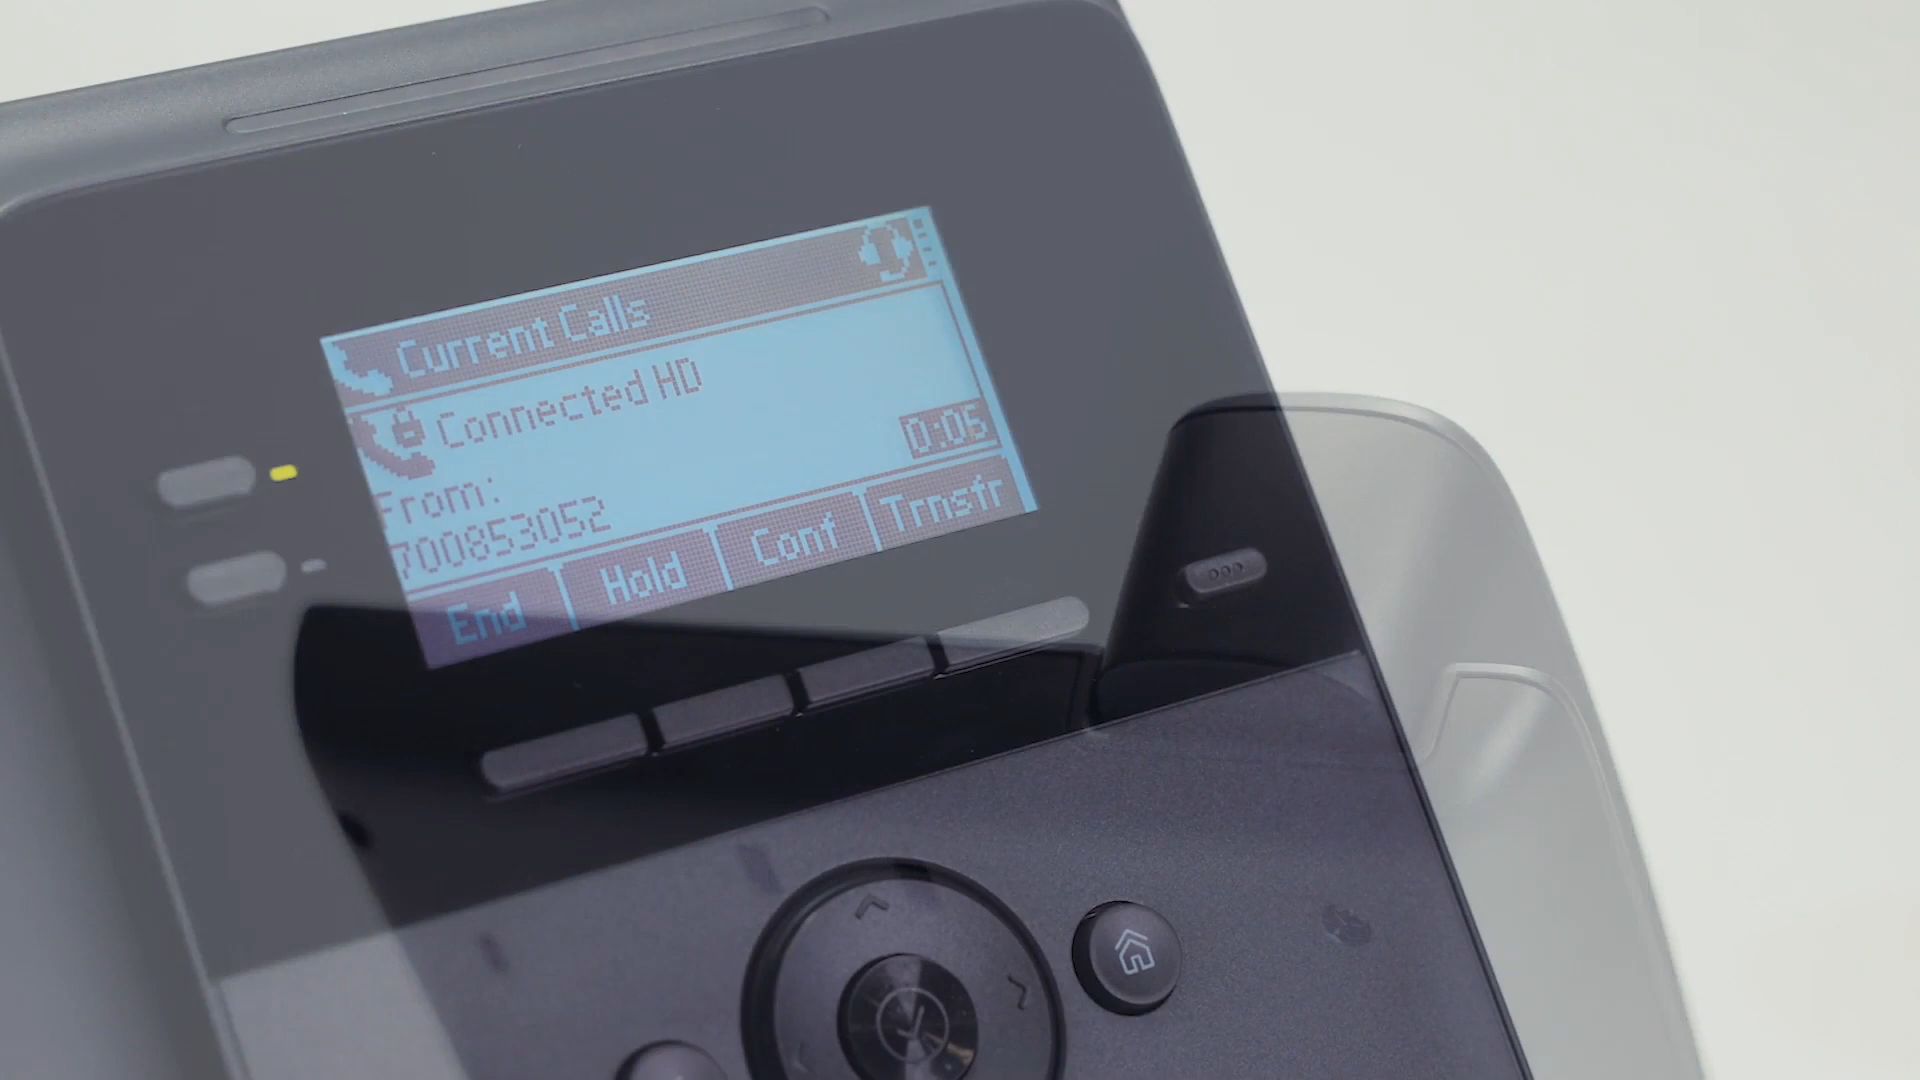 Current Calls
Connected HD
0:05
From:
700853052
End Hold Conf Trnsfr